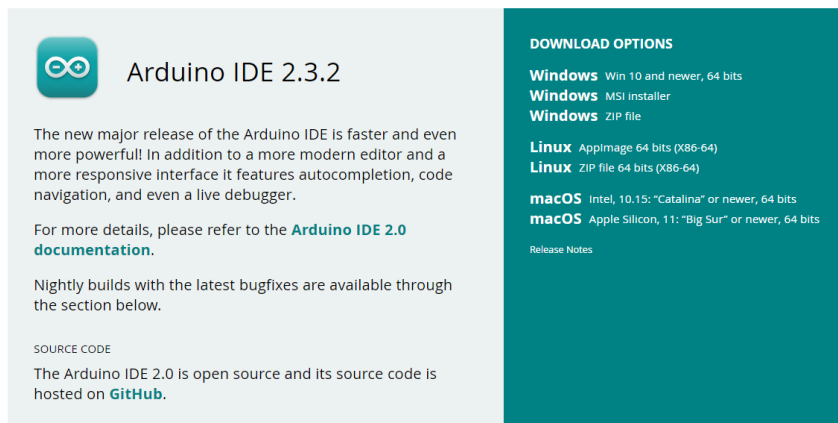 Arduino IDE 2.3.2
The new major release of the Arduino IDE is faster and even
more powerful! In addition to a more modern editor and a
more responsive interface it features autocompletion, code
navigation, and even a live debugger.
For more details, please refer to the Arduino IDE 2.0
documentation.
Nightly builds with the latest bugfixes are available through
the section below.
SOURCE CODE
The Arduino IDE 2.0 is open source and its source code is
hosted on GitHub.
DOWNLOAD OPTIONS
Windows Win 10 and newer, 64 bits
Windows MSI installer
Windows ZIP file
Linux AppImage 64 bits (X86-64)
Linux ZIP file 64 bits (X86-64)
macOS Intel, 10.15: “Catalina” or newer, 64 bits
macOS Apple Silicon, 11: “Big Sur” or newer, 64 bits
Release Notes